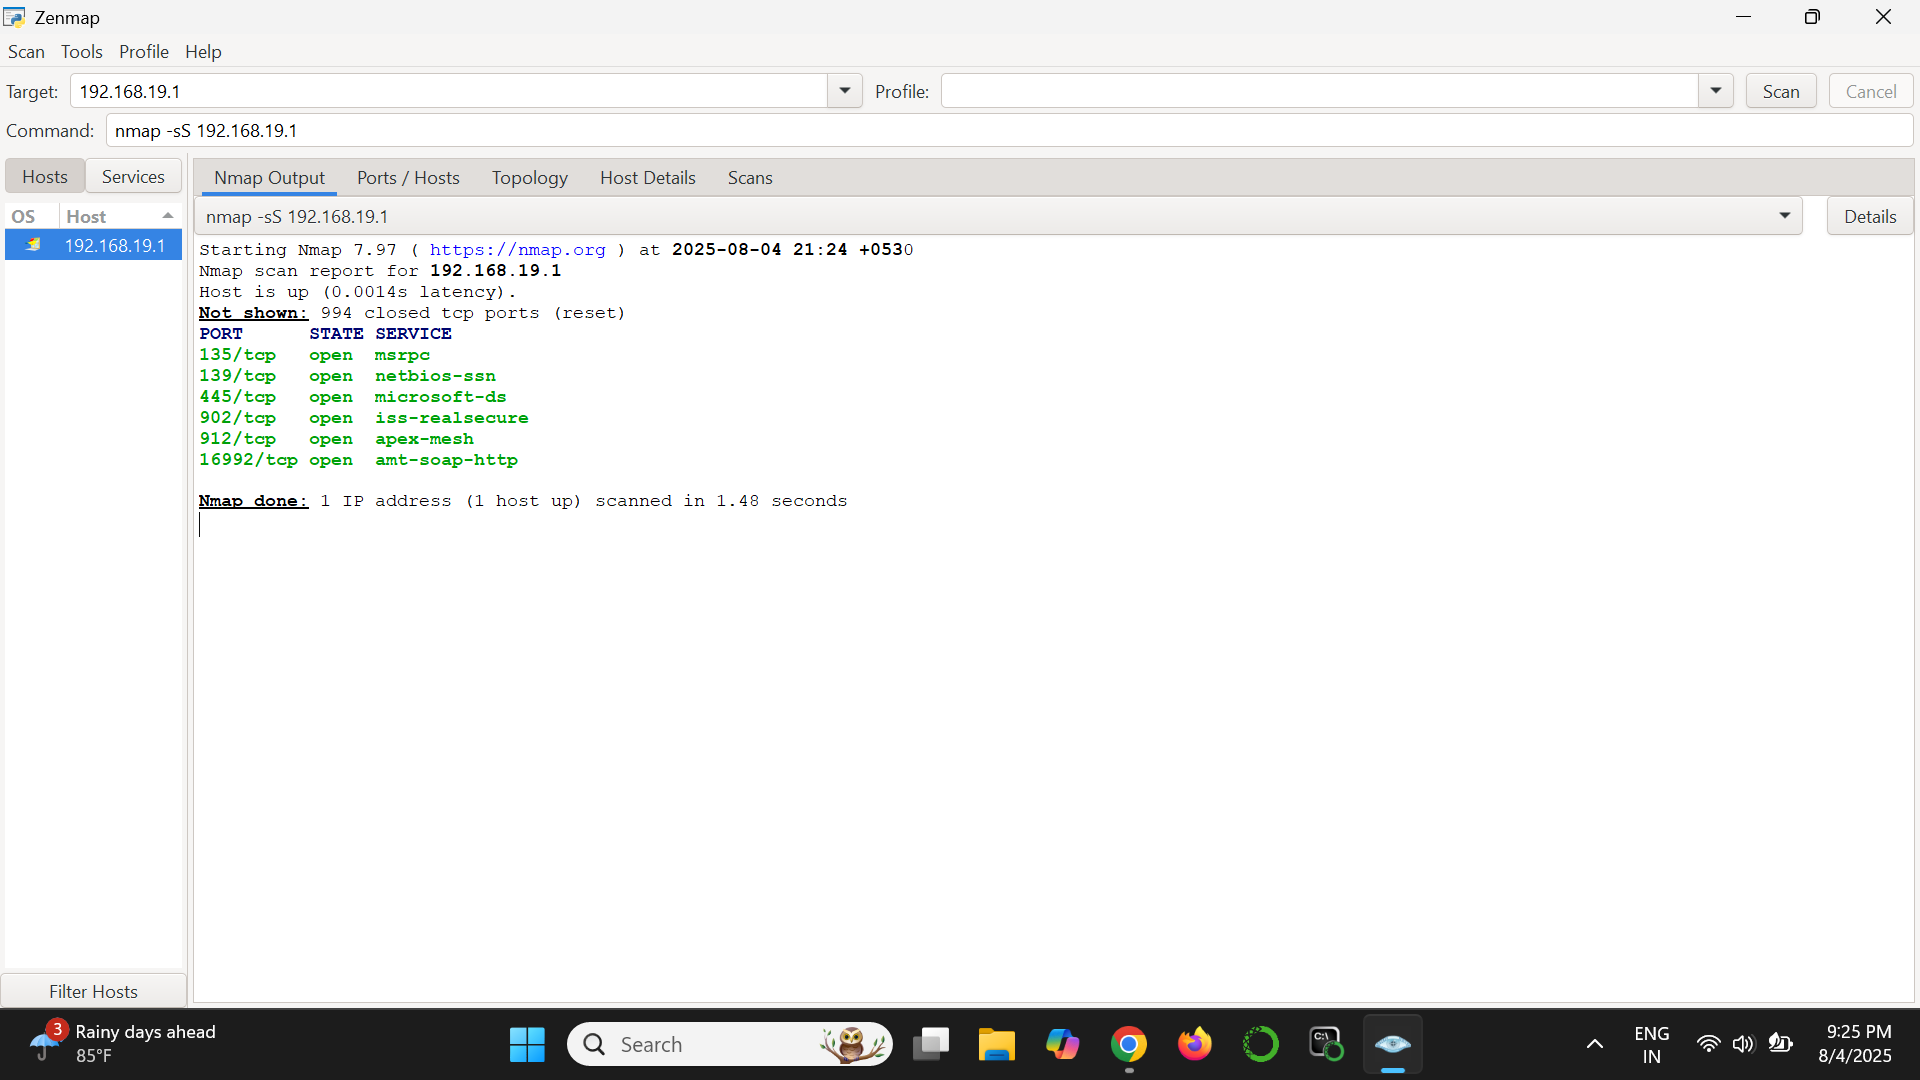 Zenmap
Scan Tools Profile Help
Target: 192.168.19.1 Profile: Scan Cancel
Command: nmap -sS 192.168.19.1
Hosts Services
OS Host
192.168.19.1
Filter Hosts
Nmap Output Ports / Hosts Topology Host Details Scans
nmap -sS 192.168.19.1 Details
Starting Nmap 7.97 ( https://nmap.org ) at 2025-08-04 21:24 +0530
Nmap scan report for 192.168.19.1
Host is up (0.0014s latency).
Not shown: 994 closed tcp ports (reset)
PORT STATE SERVICE
135/tcp open msrpc
139/tcp open netbios-ssn
445/tcp open microsoft-ds
902/tcp open iss-realsecure
912/tcp open apex-mesh
16992/tcp open amt-soap-http
Nmap done: 1 IP address (1 host up) scanned in 1.48 seconds
3
Rainy days ahead
85°F
Search
C:\
ENG
IN
9:25 PM
8/4/2025